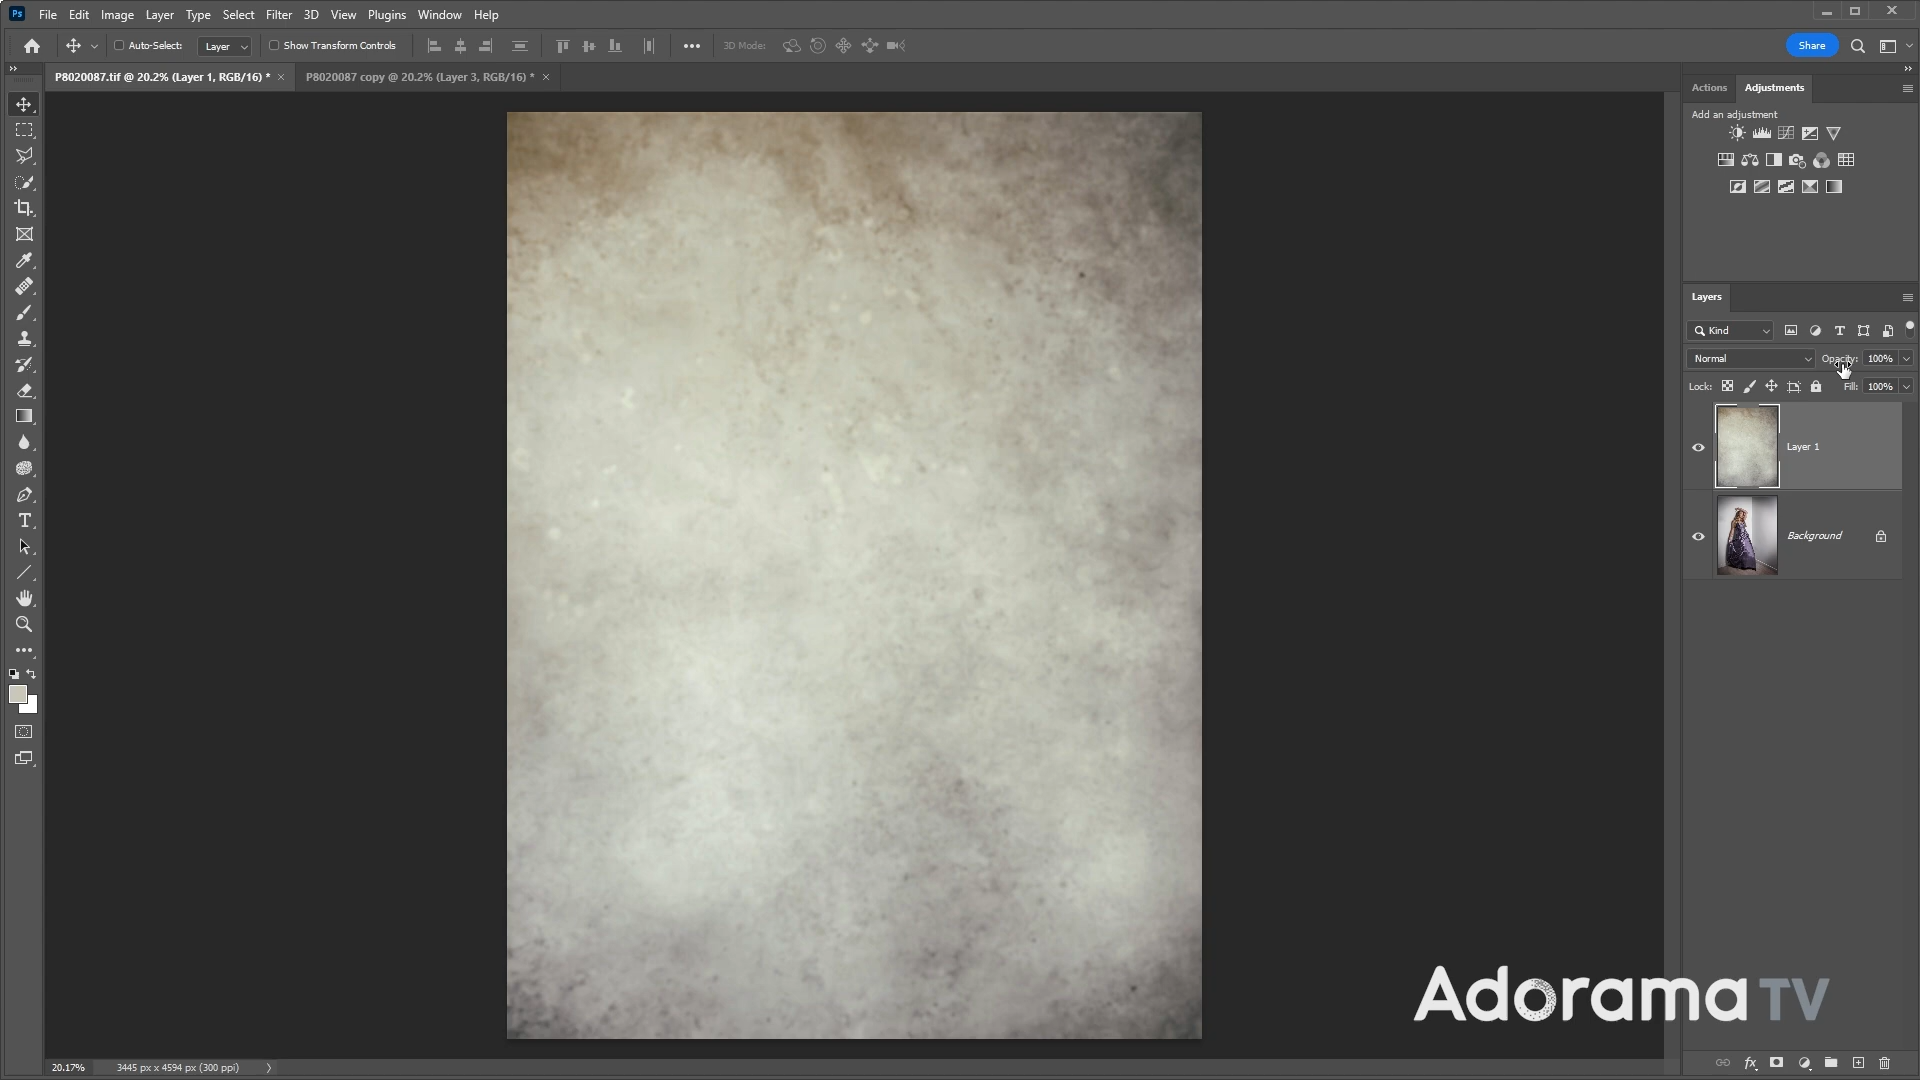 Ps File Edit Image Layer Type Select Filter 3D View Plugins Window Help
Auto-Select: Layer Show Transform Controls 3D Mode: Share
P8020087.tif @ 20.2% (Layer 1, RGB/16) * P8020087 copy @ 20.2% (Layer 3, RGB/16) *
Actions Adjustments
Add an adjustment
Layers
Kind
Normal Opacity: 100%
Lock: Fill: 100%
Layer 1
Background
Adorama TV
20.17% 3445 px x 4594 px (300 ppi)